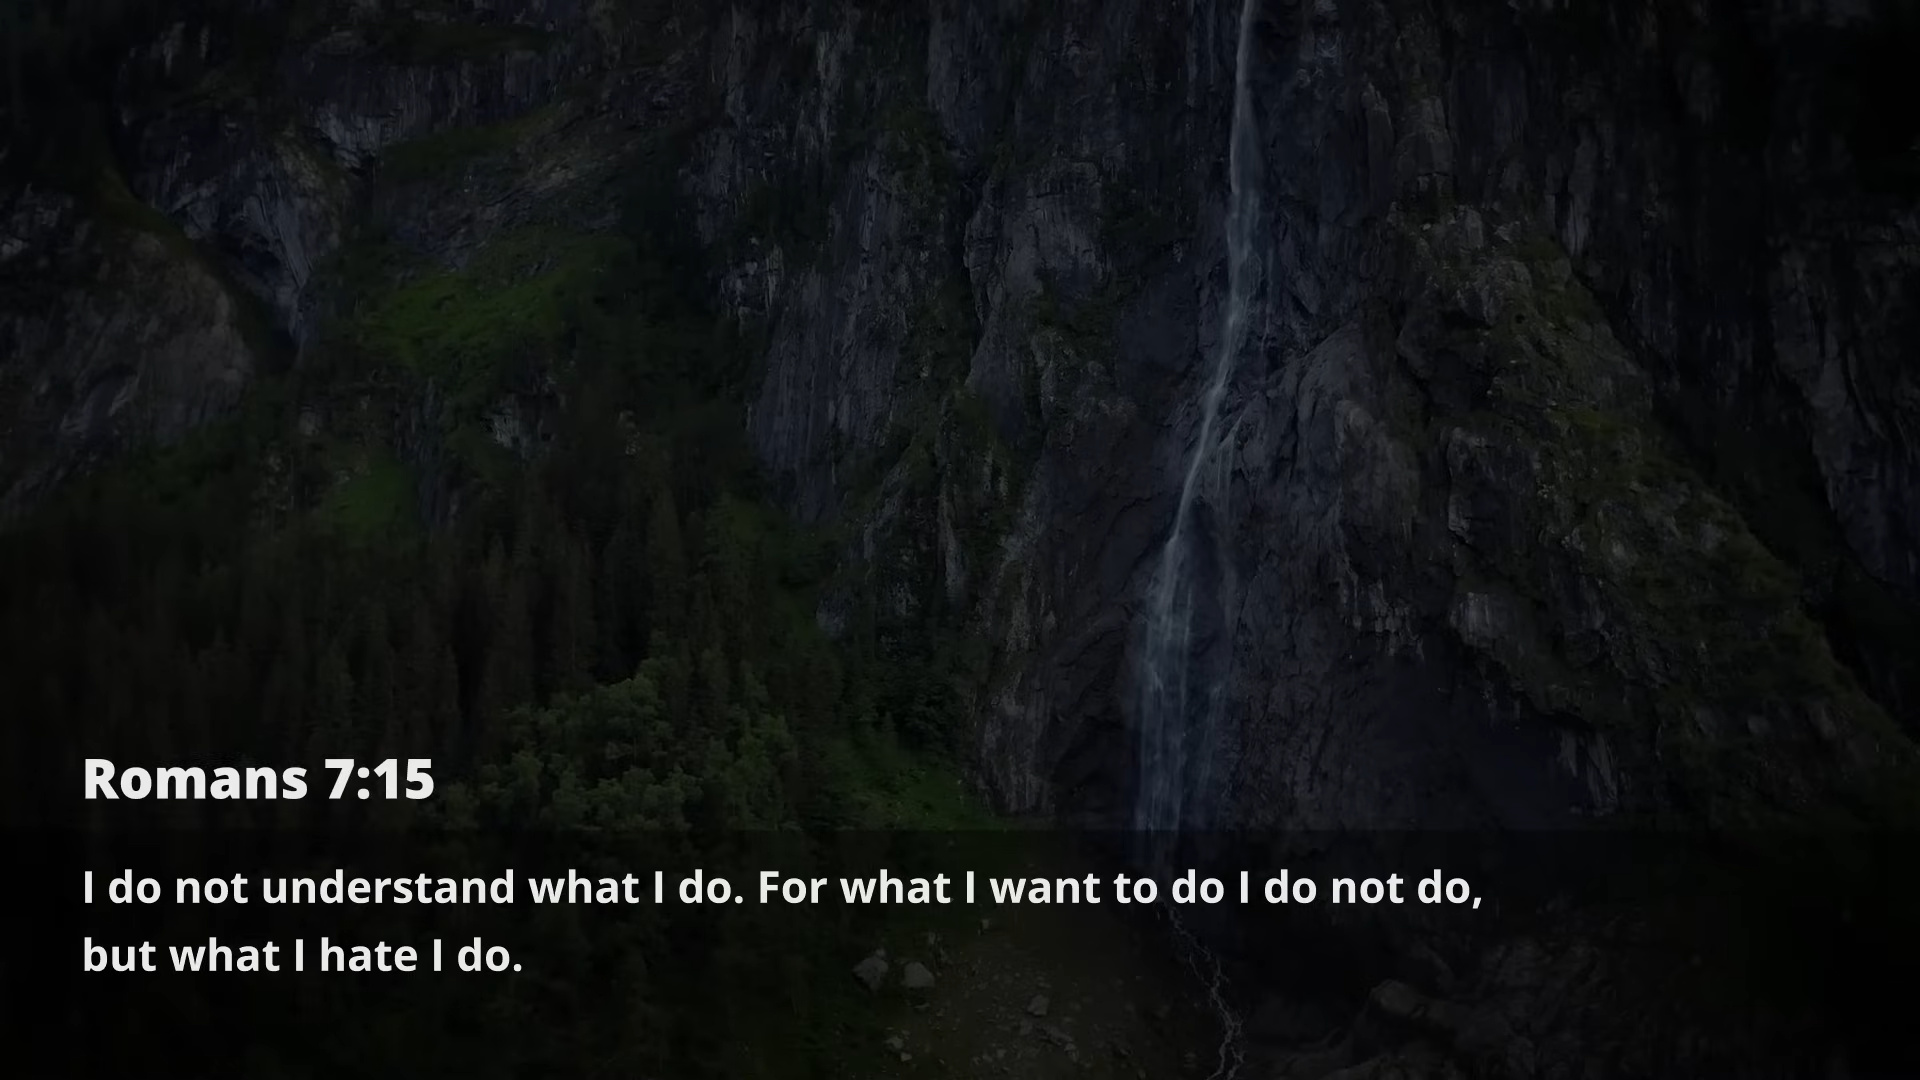 Romans 7:15
I do not understand what I do. For what I want to do I do not do,
but what I hate I do.